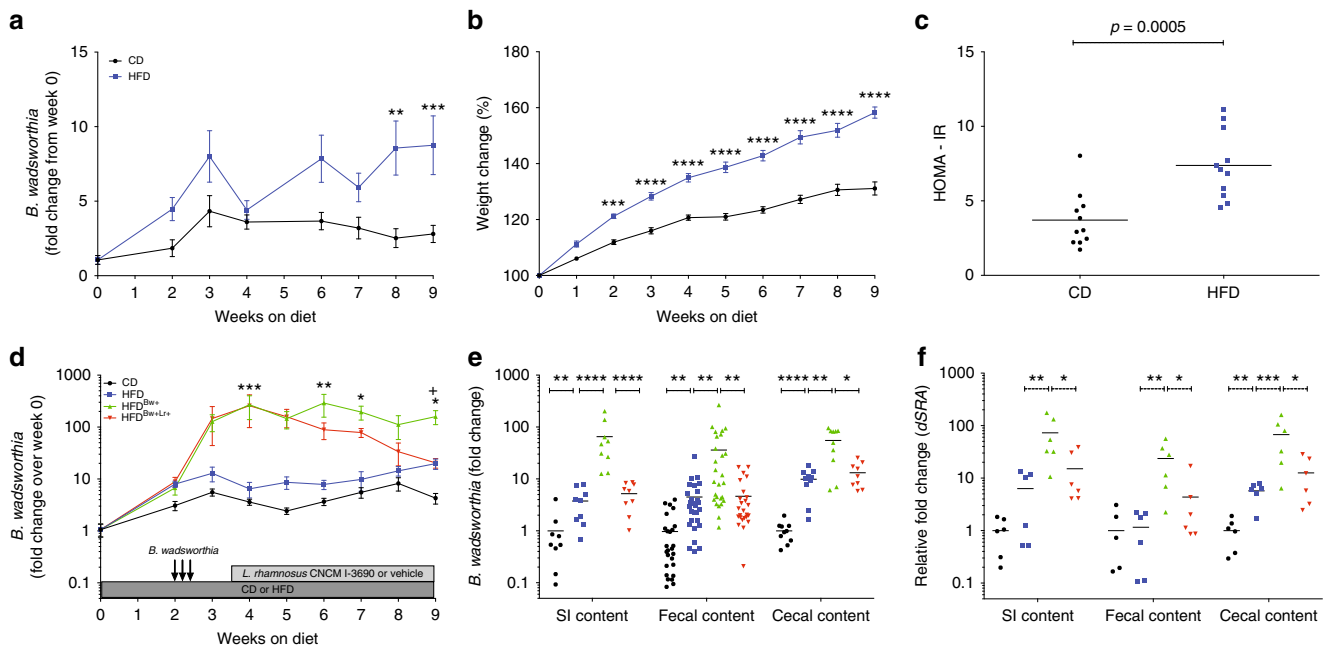 a
B. wadsworthia
(fold change from week 0)
15
10
5
0
CD
HFD
** ***
0 2 3 4 5 6 7 8 9
Weeks on diet
b
Weight change (%)
180
160
140
120
100
*** **** **** **** **** **** **** ****
0 1 2 3 4 5 6 7 8 9
Weeks on diet
c
HOMA - IR
15
10
5
0
p = 0.0005
CD HFD
d
B. wadsworthia
(fold change over week 0)
1000
100
10
1
0.1
CD
HFD
HFDBw+
HFDBw+Lr+
*** ** * + *
B. wadsworthia
L. rhamnosus CNCM I-3690 or vehicle
CD or HFD
0 1 2 3 4 5 6 7 8 9
Weeks on diet
e
B. wadsworthia (fold change)
1000
100
10
1
0.1
** **** **** ** ** ** **** ** *
SI content Fecal content Cecal content
f
Relative fold change (dSRA)
1000
100
10
1
0.1
** * ** * ** *** *
SI content Fecal content Cecal content